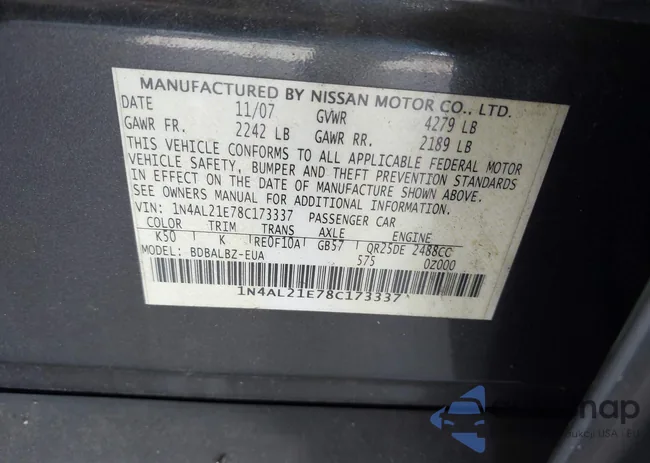 MANUFACTURED BY NISSAN MOTOR CO., LTD.
DATE 11/07 GVWR 4279 LB
GAWR FR. 2242 LB GAWR RR. 2189 LB
THIS VEHICLE CONFORMS TO ALL APPLICABLE FEDERAL MOTOR
VEHICLE SAFETY, BUMPER AND THEFT PREVENTION STANDARDS
IN EFFECT ON THE DATE OF MANUFACTURE SHOWN ABOVE.
SEE OWNERS MANUAL FOR ADDITIONAL INFORMATION.
VIN: 1N4AL21E78C173337 PASSENGER CAR
COLOR TRIM TRANS AXLE ENGINE
K50 K RE0F10A GB57 QR25DE 2488CC
MODEL: BDBALBZ-EUA 575 0Z000
1N4AL21E78C173337
USA - EU